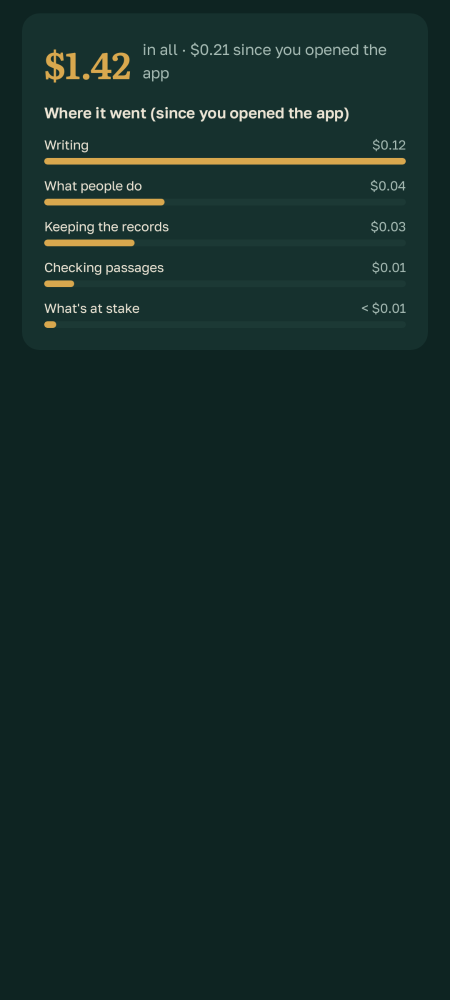 $1.42 in all · $0.21 since you opened the
app
Where it went (since you opened the app)
Writing $0.12
What people do $0.04
Keeping the records $0.03
Checking passages $0.01
What's at stake < $0.01